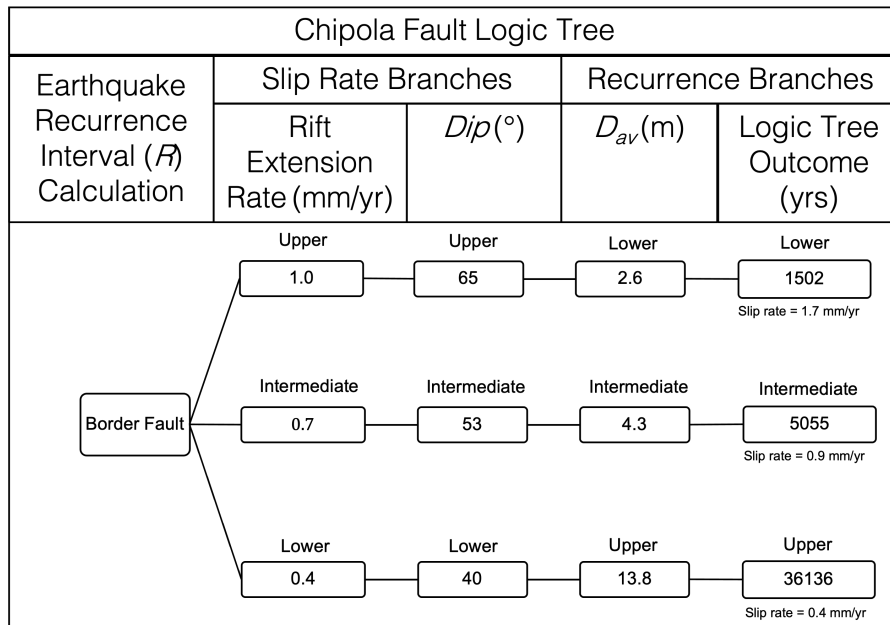 Chipola Fault Logic Tree
Earthquake
Recurrence
Interval (R)
Calculation
Slip Rate Branches
Recurrence Branches
Rift
Extension
Rate (mm/yr)
Dip (°)
Dav (m)
Logic Tree
Outcome
(yrs)
Border Fault
Upper
Upper
Lower
Lower
1.0
65
2.6
1502
Slip rate = 1.7 mm/yr
Intermediate
Intermediate
Intermediate
Intermediate
0.7
53
4.3
5055
Slip rate = 0.9 mm/yr
Lower
Lower
Upper
Upper
0.4
40
13.8
36136
Slip rate = 0.4 mm/yr